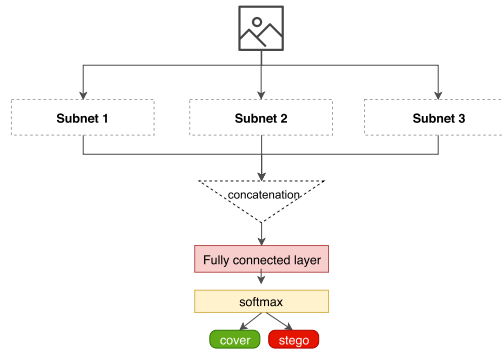 Subnet 1
Subnet 2
Subnet 3
concatenation
Fully connected layer
softmax
cover
stego